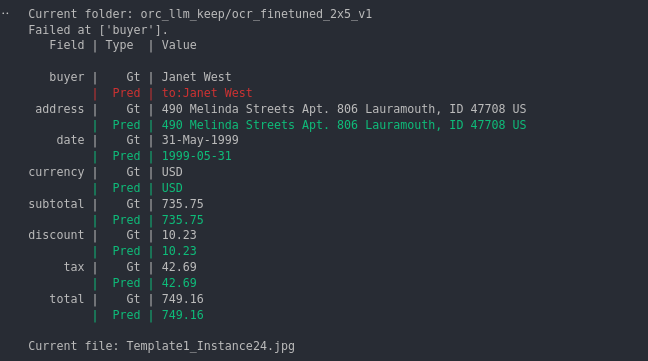 Current folder: orc_llm_keep/ocr_finetuned_2x5_v1
Failed at ['buyer'].
Field | Type | Value
buyer | Gt | Janet West
| Pred | to:Janet West
address | Gt | 490 Melinda Streets Apt. 806 Lauramouth, ID 47708 US
| Pred | 490 Melinda Streets Apt. 806 Lauramouth, ID 47708 US
date | Gt | 31-May-1999
| Pred | 1999-05-31
currency | Gt | USD
| Pred | USD
subtotal | Gt | 735.75
| Pred | 735.75
discount | Gt | 10.23
| Pred | 10.23
tax | Gt | 42.69
| Pred | 42.69
total | Gt | 749.16
| Pred | 749.16
Current file: Template1_Instance24.jpg